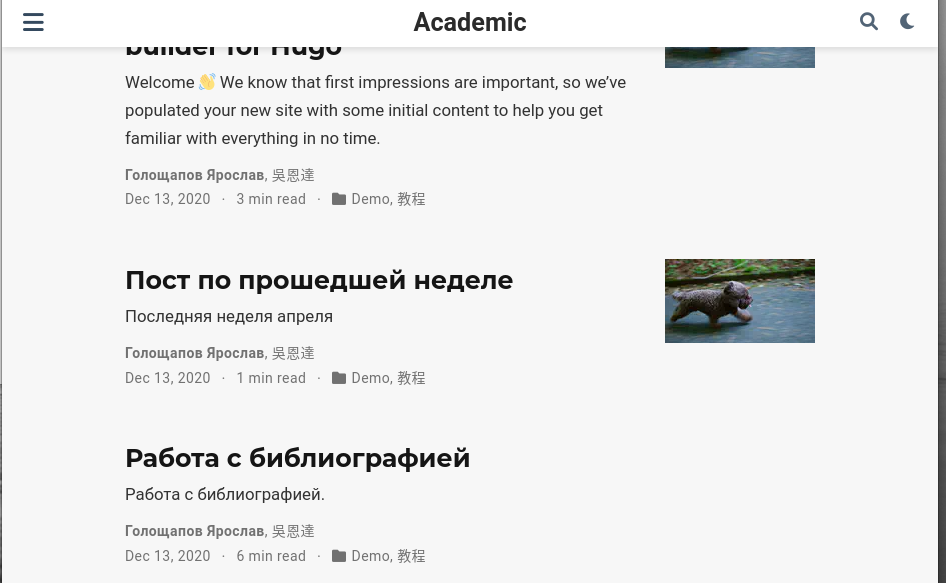 Academic
builder for Hugo
Welcome 👋 We know that first impressions are important, so we've
populated your new site with some initial content to help you get
familiar with everything in no time.
Голощапов Ярослав, 吳恩達
Dec 13, 2020 · 3 min read · Demo, 教程
Пост по прошедшей неделе
Последняя неделя апреля
Голощапов Ярослав, 吳恩達
Dec 13, 2020 · 1 min read · Demo, 教程
Работа с библиографией
Работа с библиографией.
Голощапов Ярослав, 吳恩達
Dec 13, 2020 · 6 min read · Demo, 教程